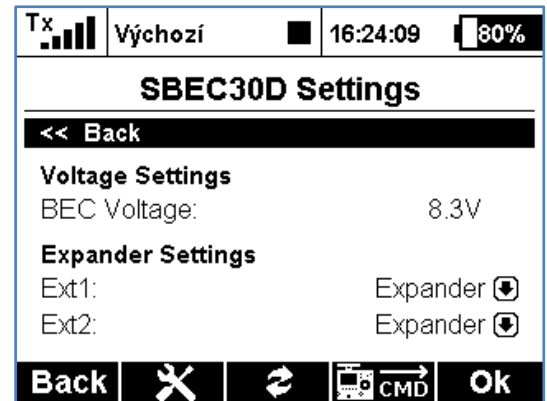 Tx Výchozí 16:24:09 80%
SBEC30D Settings
<< Back
Voltage Settings
BEC Voltage: 8.3V
Expander Settings
Ext1: Expander
Ext2: Expander
Back CMD Ok